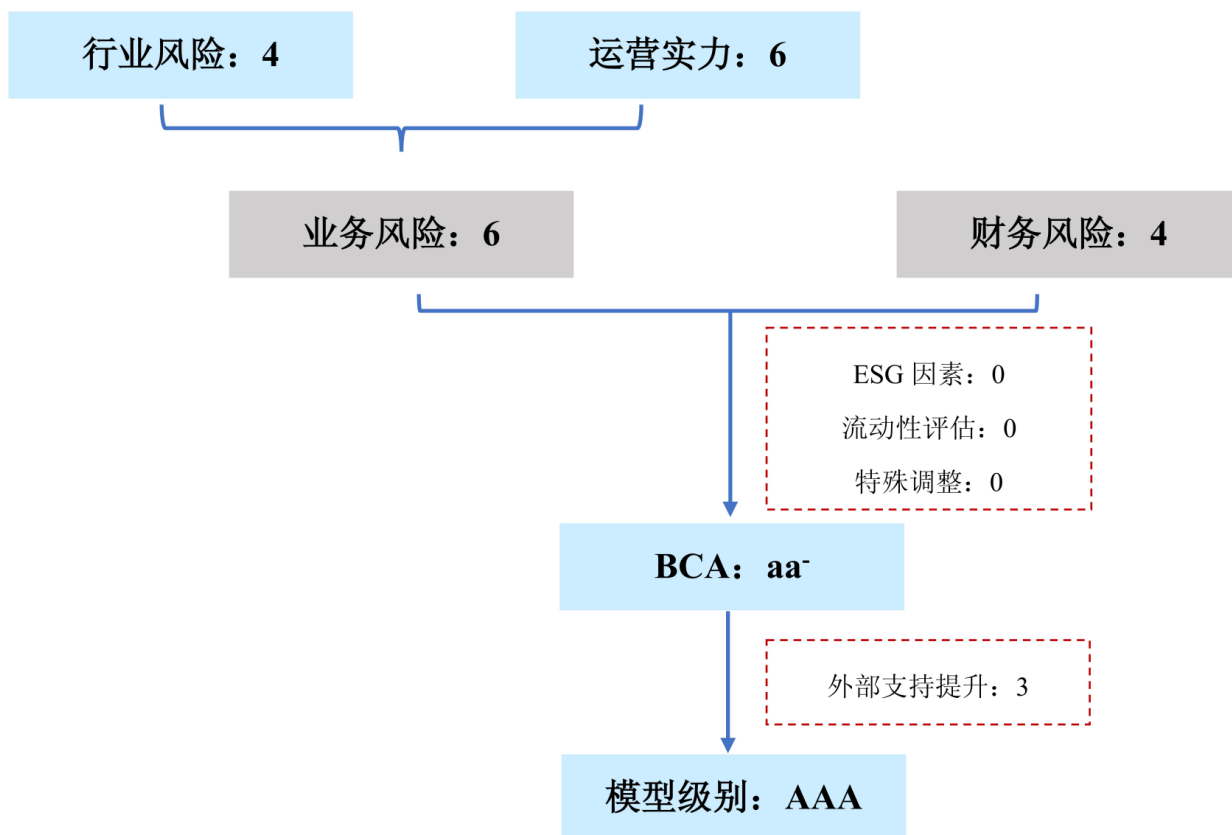 行业风险：4
运营实力：6
业务风险：6
财务风险：4
ESG 因素：0
流动性评估：0
特殊调整：0
BCA：aa-
外部支持提升：3
模型级别：AAA